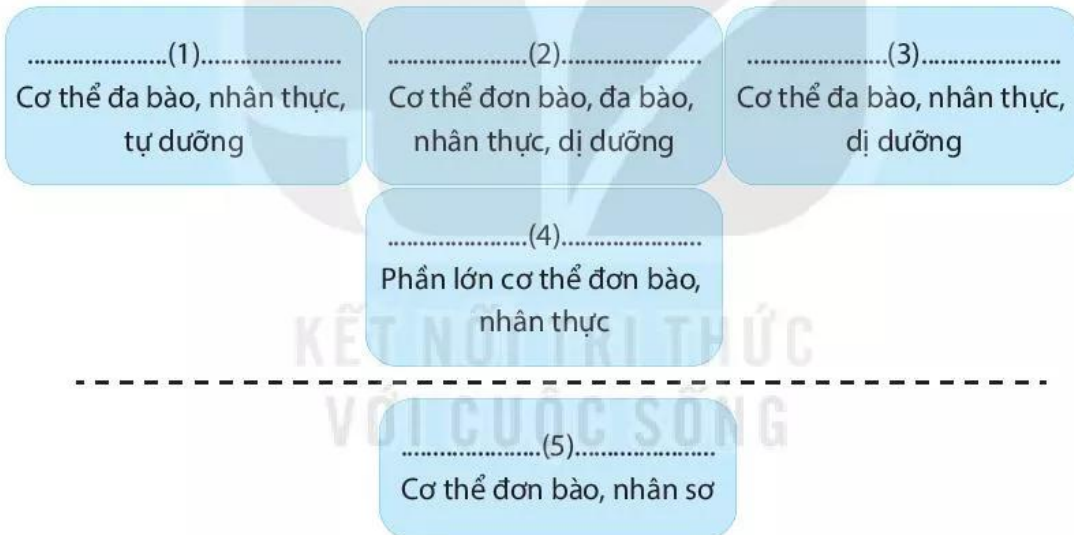 ......................(1)......................
Cơ thể đa bào, nhân thực,
tự dưỡng
......................(2)......................
Cơ thể đơn bào, đa bào,
nhân thực, dị dưỡng
......................(3)......................
Cơ thể đa bào, nhân thực,
dị dưỡng
......................(4)......................
Phần lớn cơ thể đơn bào,
nhân thực
KẾT NỐI TRI THỨC
VỚI CUỘC SỐNG
......................(5)......................
Cơ thể đơn bào, nhân sơ